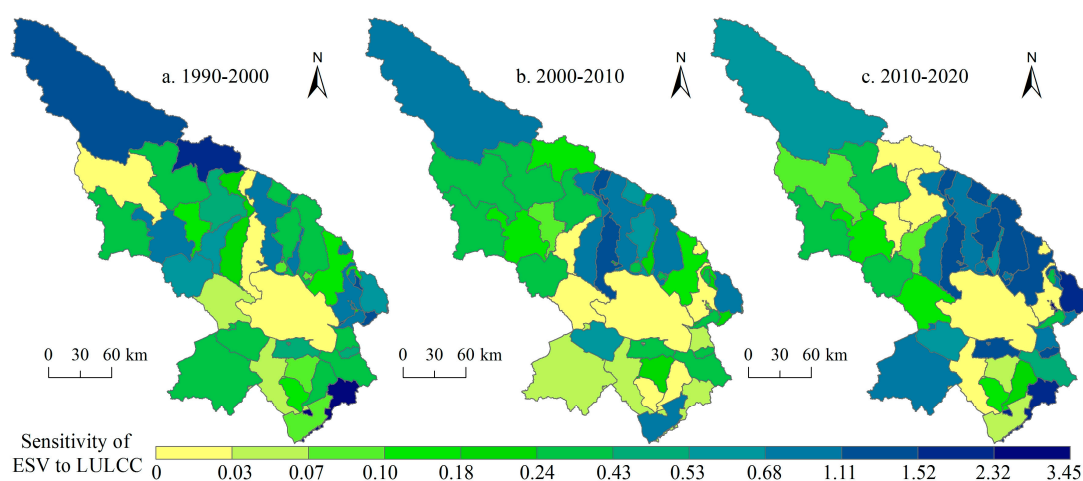 N N N
a. 1990-2000 b. 2000-2010 c. 2010-2020
0 30 60 km 0 30 60 km 0 30 60 km
Sensitivity of
ESV to LULCC
0 0.03 0.07 0.10 0.18 0.24 0.43 0.53 0.68 1.11 1.52 2.32 3.45